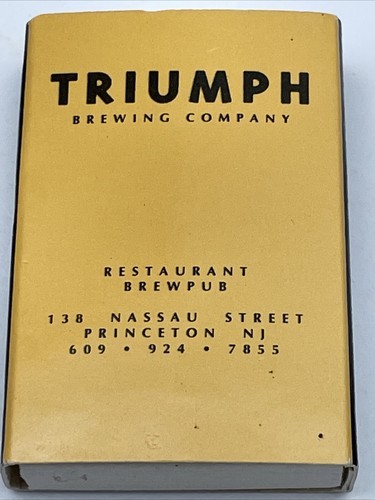 TRIUMPH
BREWING COMPANY
RESTAURANT
BREWPUB
138 NASSAU STREET
PRINCETON NJ
609 • 924 • 7855